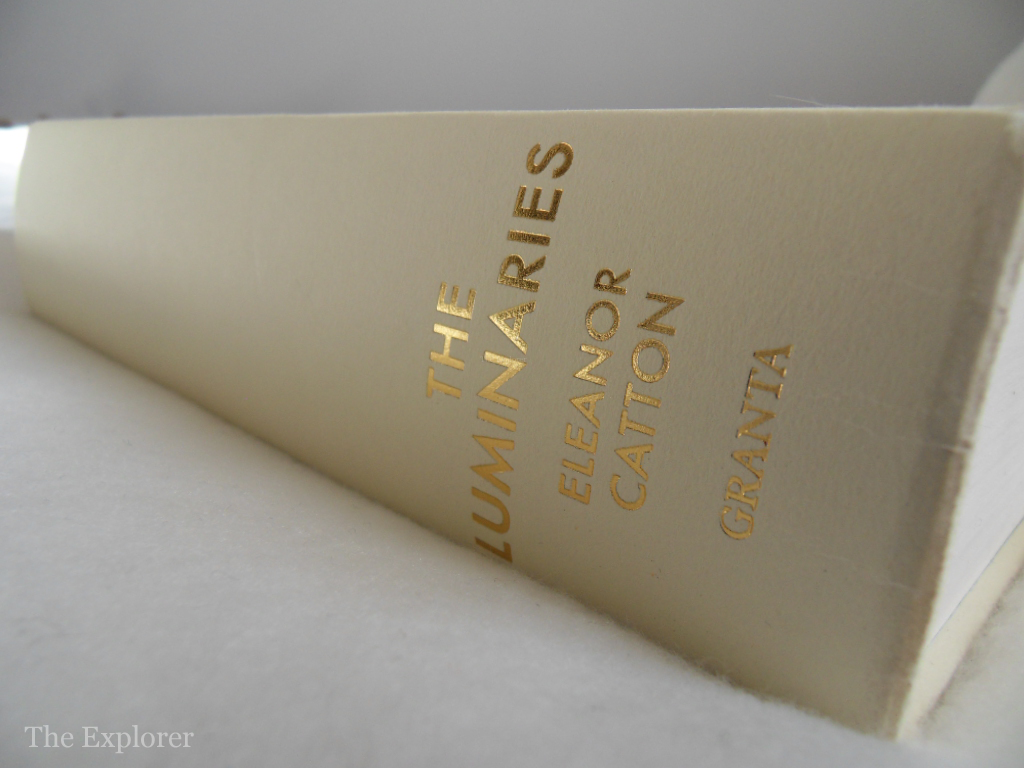 THE
LUMINARIES
ELEANOR
CATTON
GRANTA
The Explorer